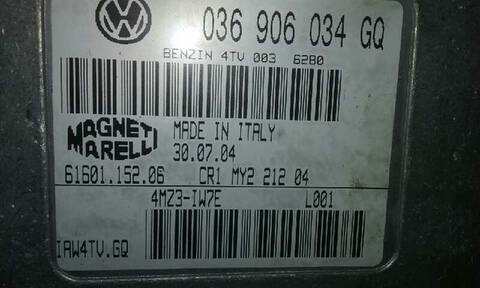 036 906 034 GQ
BENZIN 4TV 003 6280
MAGNETI
MARELLI
MADE IN ITALY
30.07.04
61601.152.06 CR1 MY2 212 04
4MZ3-IW7E L001
IAW4TV.GQ